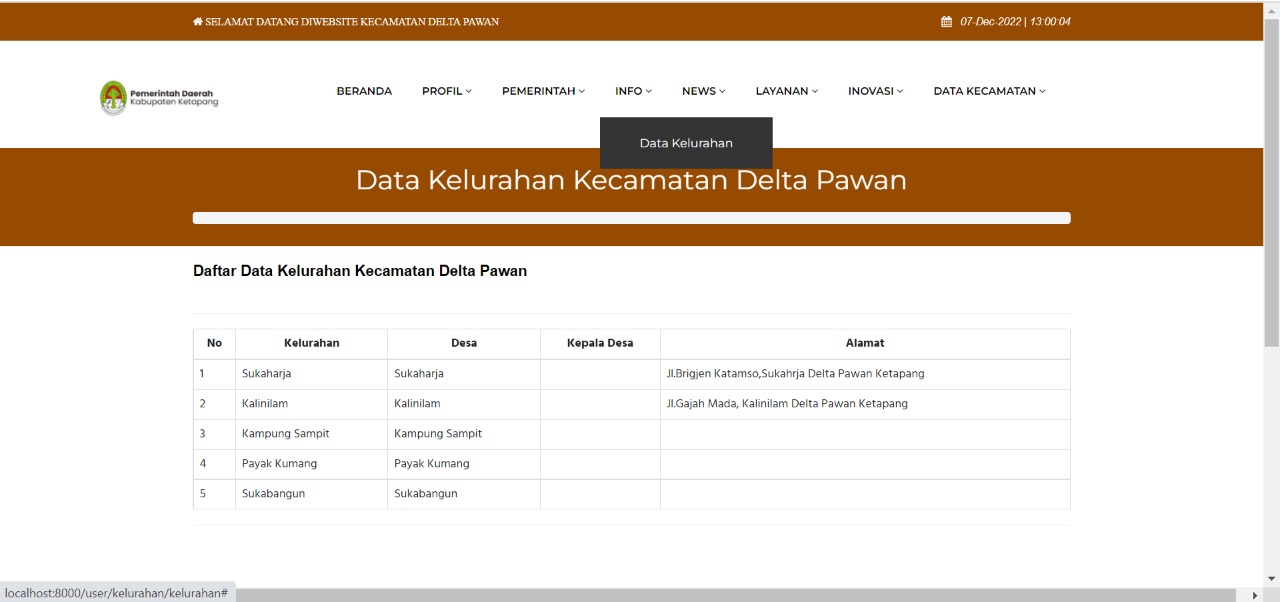 SELAMAT DATANG DIWEBSITE KECAMATAN DELTA PAWAN
07-Dec-2022 | 13:00:04
Pemerintah Daerah
Kabupaten Ketapang
BERANDA PROFIL PEMERINTAH INFO NEWS LAYANAN INOVASI DATA KECAMATAN
Data Kelurahan
Data Kelurahan Kecamatan Delta Pawan
Daftar Data Kelurahan Kecamatan Delta Pawan
No Kelurahan Desa Kepala Desa Alamat
1 Sukaharja Sukaharja Jl.Brigjen Katamso,Sukahrja Delta Pawan Ketapang
2 Kalinilam Kalinilam Jl.Gajah Mada, Kalinilam Delta Pawan Ketapang
3 Kampung Sampit Kampung Sampit
4 Payak Kumang Payak Kumang
5 Sukabangun Sukabangun
localhost:8000/user/kelurahan/kelurahan#